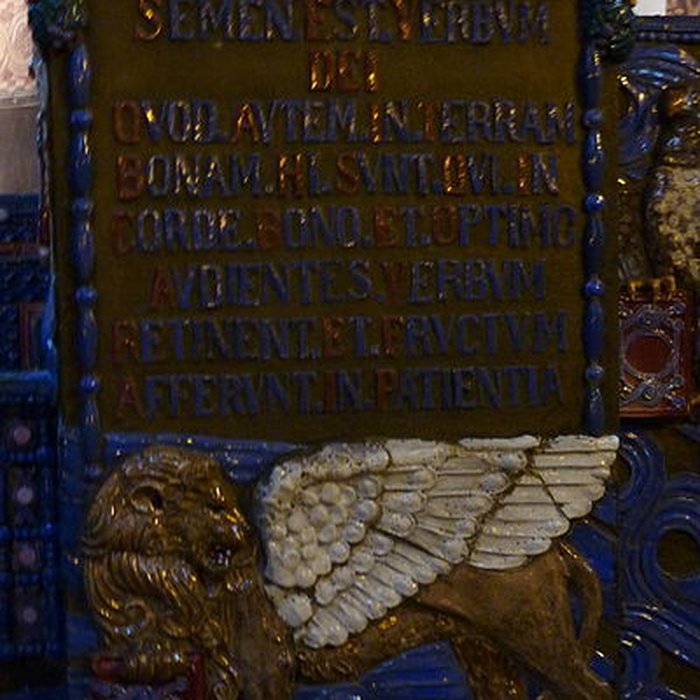 SEMEN.EST.VERBVM
DEI
QVOD.AVTEM.IN.TERRAN
BONAM.HI.SVNT.QVI.IN
CORDE.BONO.ET.OPTIMO
AVDIENTES.VERBVM
RETINENT.ET.FRVCTVM
AFFERVNT.IN.PATIENTIA